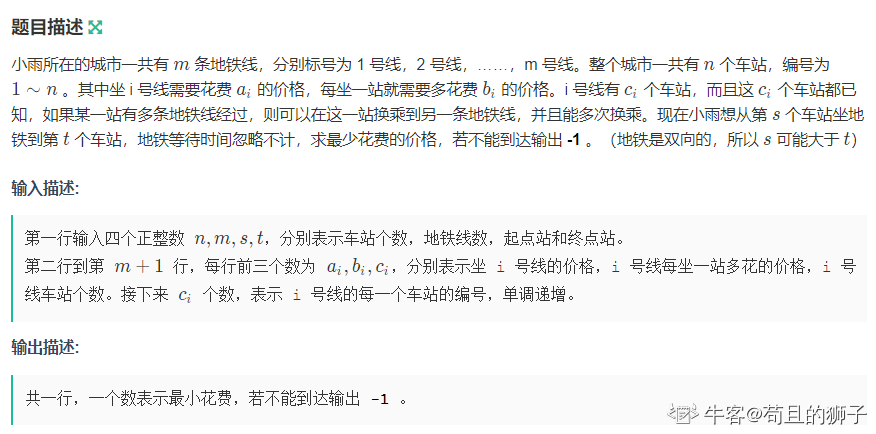 题目描述
小雨所在的城市一共有 m 条地铁线，分别标号为 1 号线，2 号线，……，m 号线。整个城市一共有 n 个车站，编号为
1 ∼ n 。其中坐 i 号线需要花费 a_i 的价格，每坐一站就需要多花费 b_i 的价格。i 号线有 c_i 个车站，而且这 c_i 个车站都已
知，如果某一站有多条地铁线经过，则可以在这一站换乘到另一条地铁线，并且能多次换乘。现在小雨想从第 s 个车站坐地
铁到第 t 个车站，地铁等待时间忽略不计，求最少花费的价格，若不能到达输出 -1 。（地铁是双向的，所以 s 可能大于 t）
输入描述:
第一行输入四个正整数 n, m, s, t，分别表示车站个数，地铁线数，起点站和终点站。
第二行到第 m + 1 行，每行前三个数为 a_i, b_i, c_i，分别表示坐 i 号线的价格，i 号线每坐一站多花的价格，i 号
线车站个数。接下来 c_i 个数，表示 i 号线的每一个车站的编号，单调递增。
输出描述:
共一行，一个数表示最小花费，若不能到达输出 -1 。
牛客@苟且的狮子